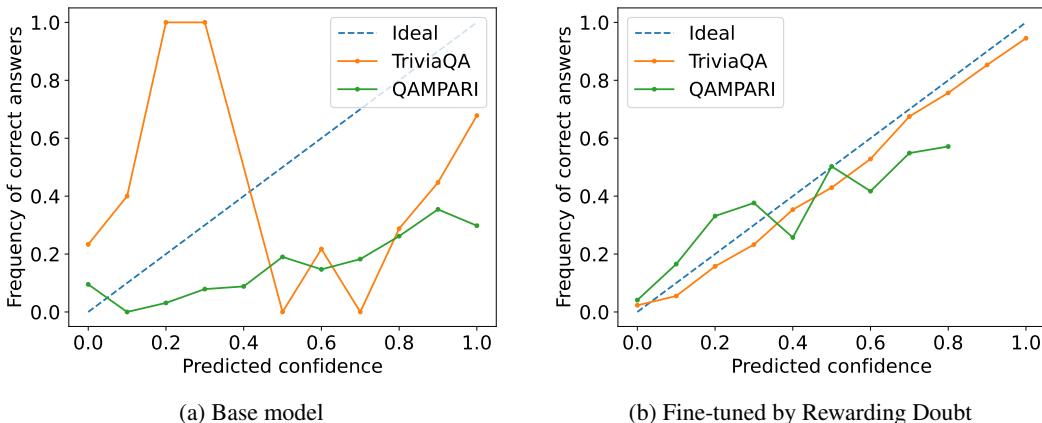 Frequency of correct answers
1.0
0.8
0.6
0.4
0.2
0.0
Ideal
TriviaQA
QAMPARI
0.0 0.2 0.4 0.6 0.8 1.0
Predicted confidence
(a) Base model
Frequency of correct answers
1.0
0.8
0.6
0.4
0.2
0.0
Ideal
TriviaQA
QAMPARI
0.0 0.2 0.4 0.6 0.8 1.0
Predicted confidence
(b) Fine-tuned by Rewarding Doubt